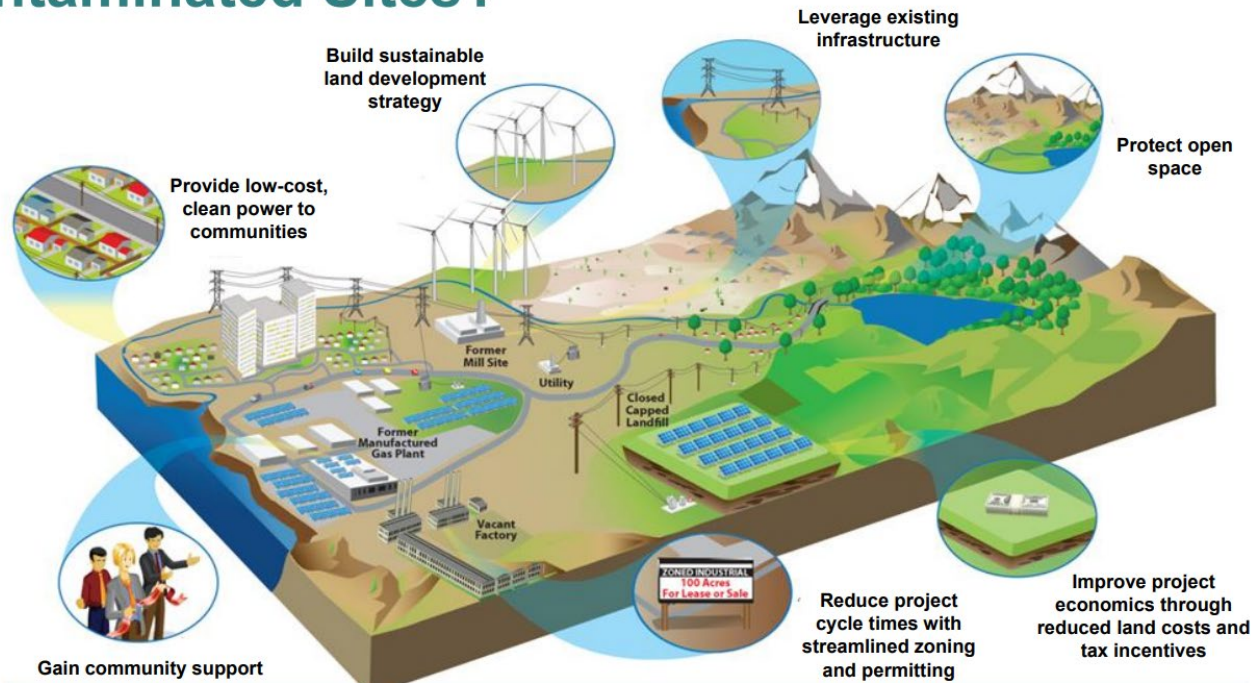 ntaminated Sites?
Leverage existing
infrastructure
Build sustainable
land development
strategy
Protect open
space
Provide low-cost,
clean power to
communities
Former
Mill Site
Utility
Closed
Capped
Landfill
Former
Manufactured
Gas Plant
Vacant
Factory
ZONED INDUSTRIAL
100 Acres
For Lease or Sale
Reduce project
cycle times with
streamlined zoning
and permitting
Improve project
economics through
reduced land costs and
tax incentives
Gain community support